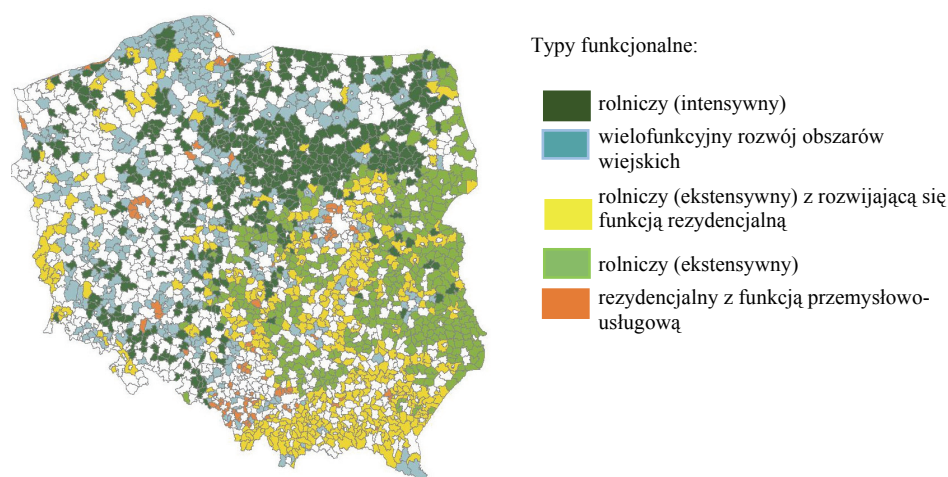 Typy funkcjonalne:
rolniczy (intensywny)
wielofunkcyjny rozwój obszarów
wiejskich
rolniczy (ekstensywny) z rozwijającą się
funkcją rezydencjalną
rolniczy (ekstensywny)
rezydencjalny z funkcją przemysłowo-
usługową